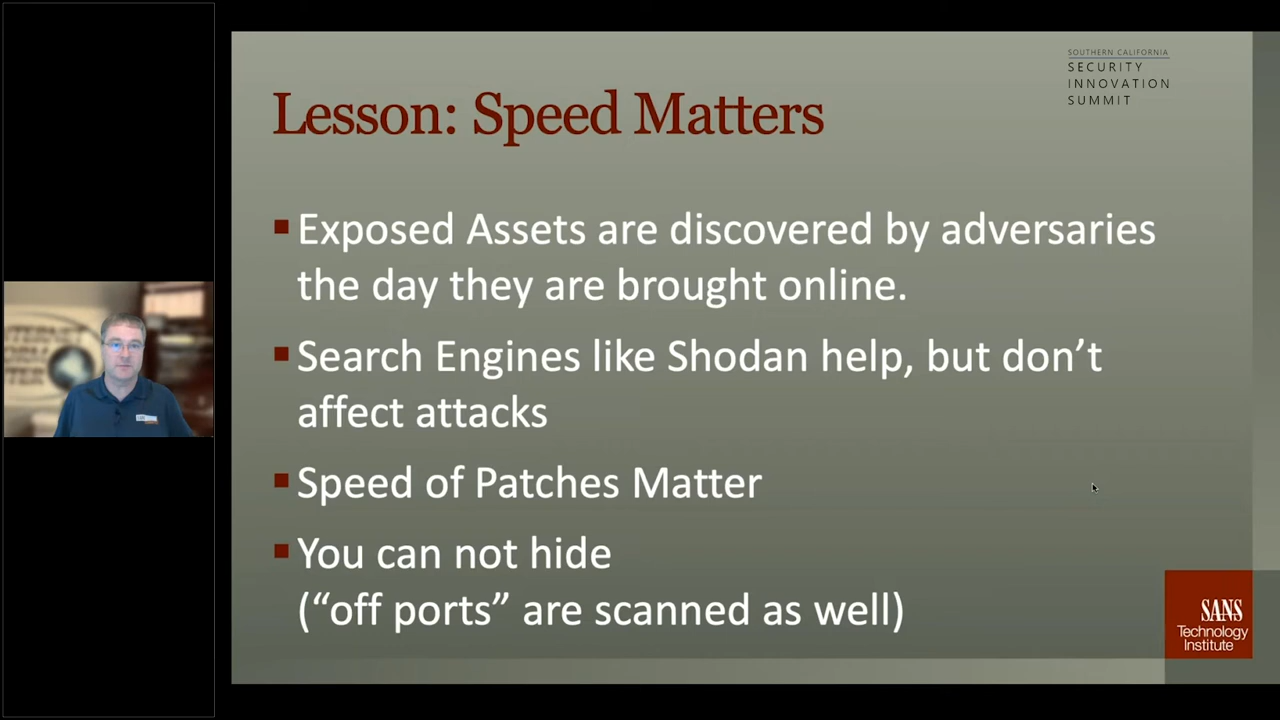 SOUTHERN CALIFORNIA
SECURITY
INNOVATION
SUMMIT
Lesson: Speed Matters
Exposed Assets are discovered by adversaries
the day they are brought online.
Search Engines like Shodan help, but don’t
affect attacks
Speed of Patches Matter
You can not hide
(“off ports” are scanned as well)
SANS
Technology
Institute